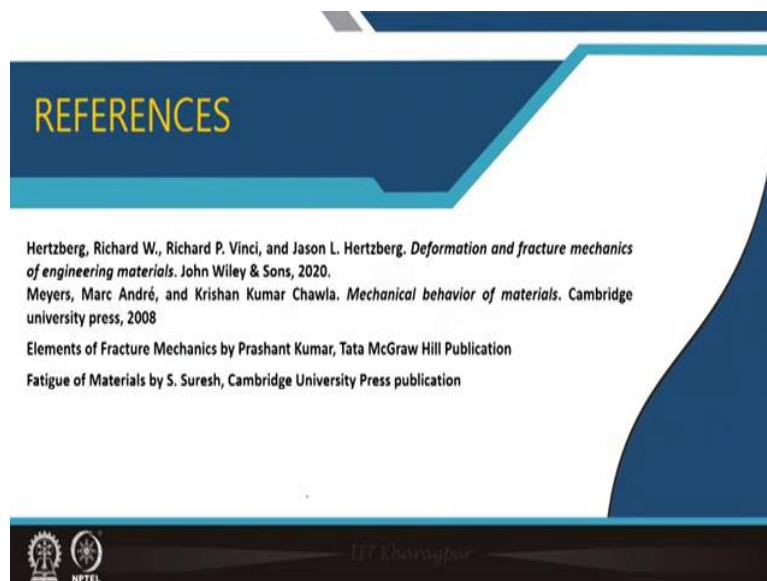 REFERENCES
Hertzberg, Richard W., Richard P. Vinci, and Jason L. Hertzberg. Deformation and fracture mechanics
of engineering materials. John Wiley & Sons, 2020.
Meyers, Marc André, and Krishan Kumar Chawla. Mechanical behavior of materials. Cambridge
university press, 2008
Elements of Fracture Mechanics by Prashant Kumar, Tata McGraw Hill Publication
Fatigue of Materials by S. Suresh, Cambridge University Press publication
IIT Kharagpur
NPTEL